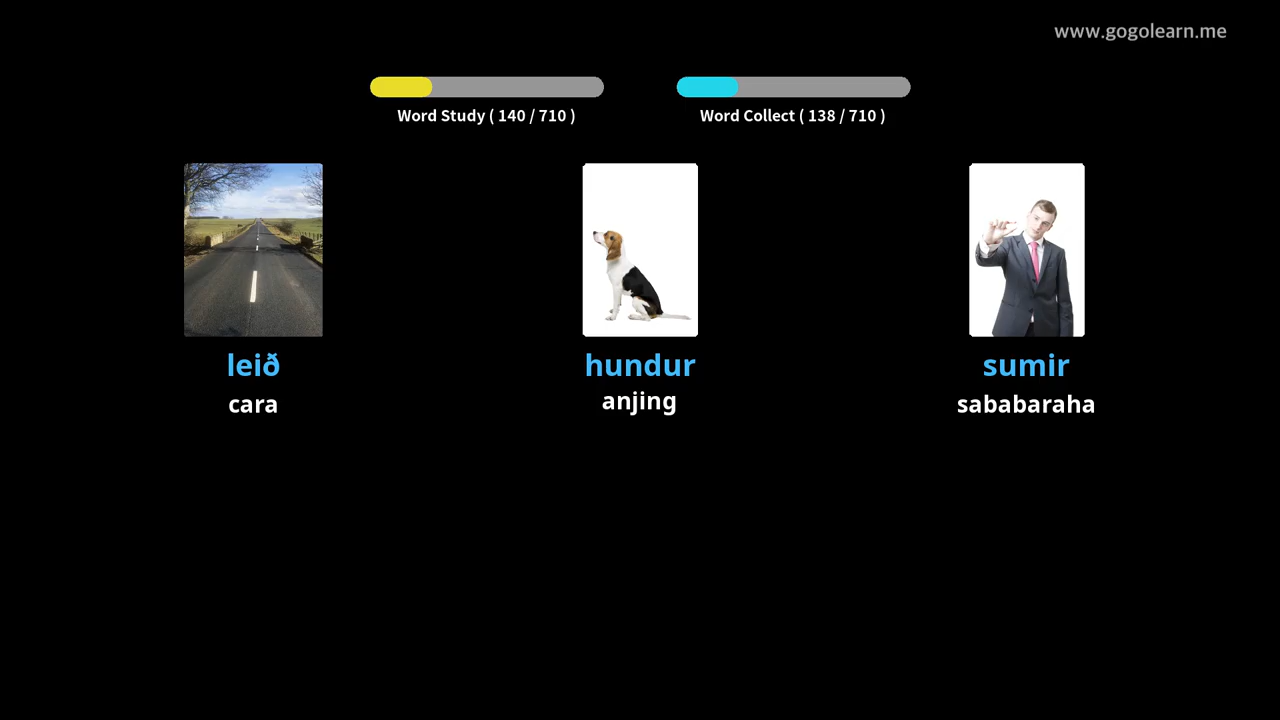 www.gogolearn.me
Word Study ( 140 / 710 )
Word Collect ( 138 / 710 )
leið
cara
hundur
anjing
sumir
sababaraha